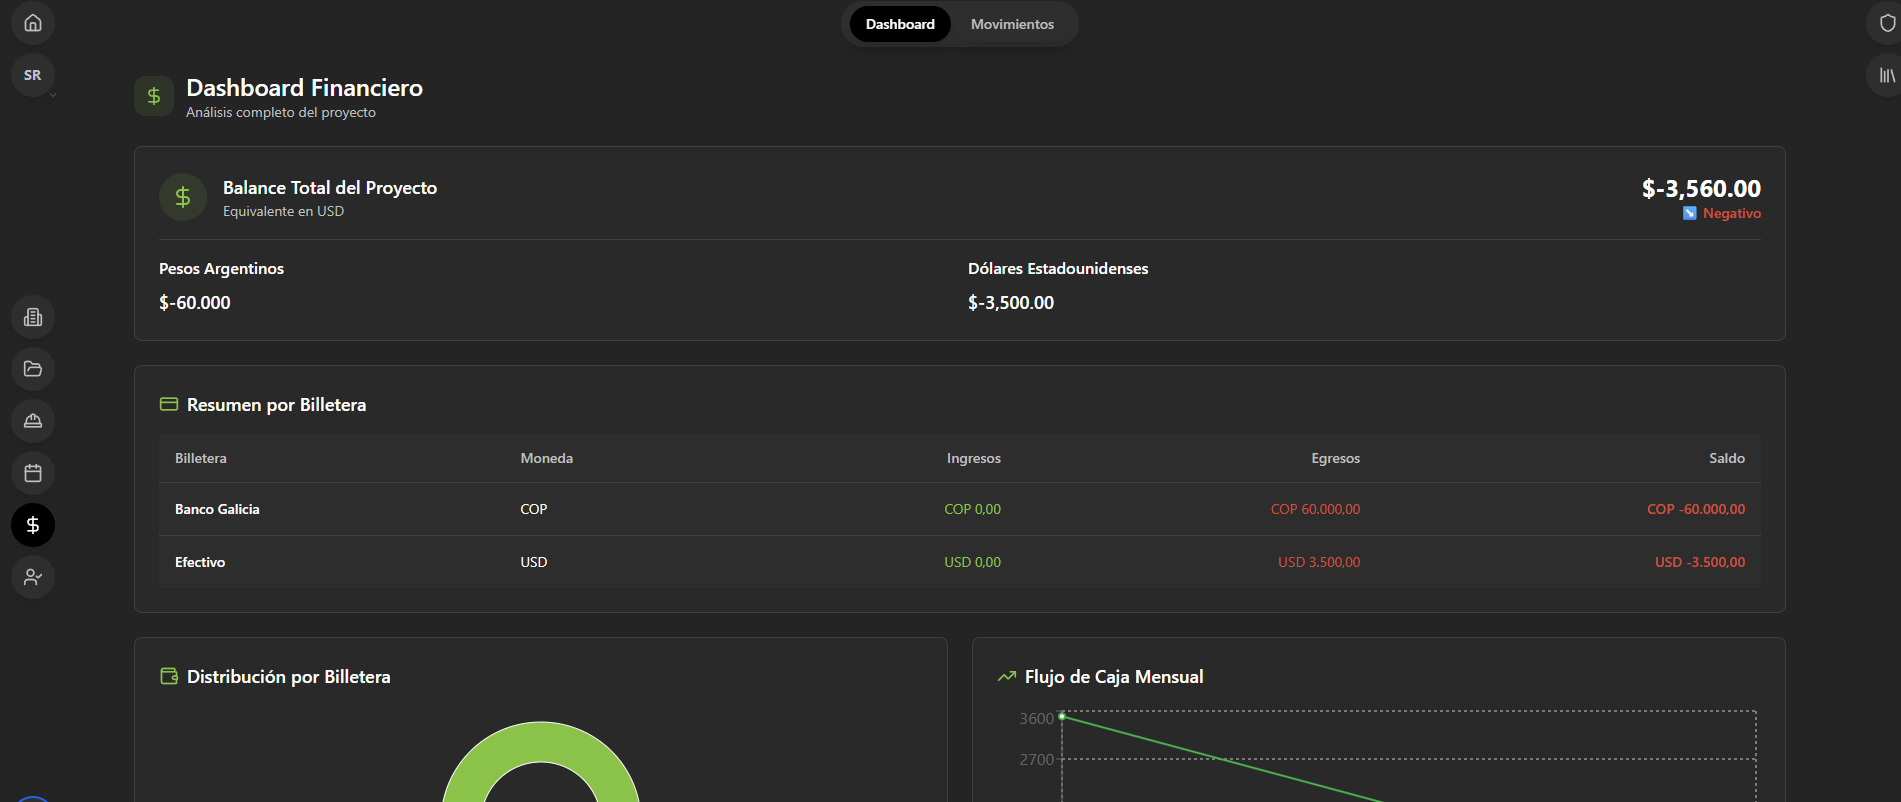 Dashboard Movimientos
SR
Dashboard Financiero
Análisis completo del proyecto
Balance Total del Proyecto
Equivalente en USD
$-3,560.00
Negativo
Pesos Argentinos
$-60.000
Dólares Estadounidenses
$-3,500.00
Resumen por Billetera
Billetera Moneda Ingresos Egresos Saldo
Banco Galicia COP COP 0,00 COP 60.000,00 COP -60.000,00
Efectivo USD USD 0,00 USD 3.500,00 USD -3.500,00
Distribución por Billetera
Flujo de Caja Mensual
3600
2700